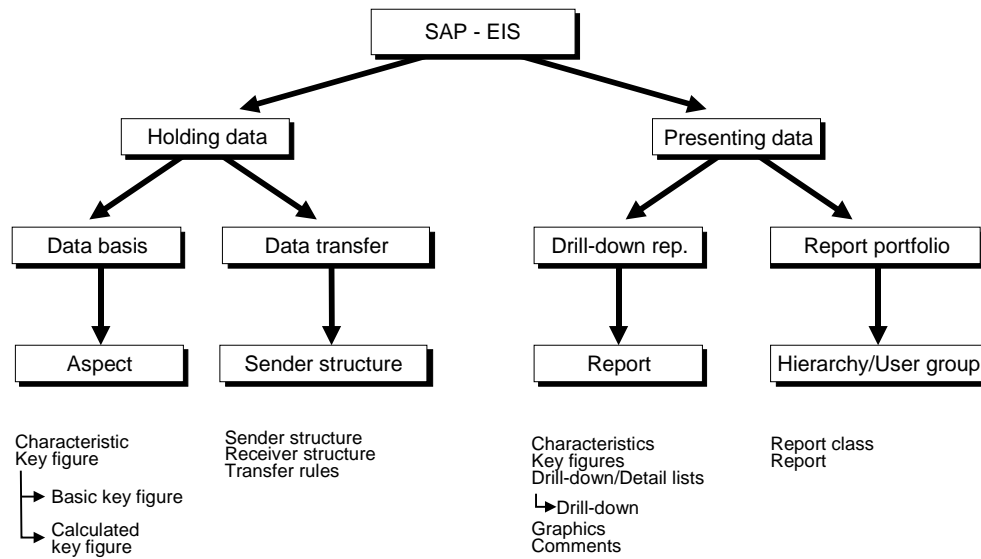 SAP - EIS
Holding data
Presenting data
Data basis
Data transfer
Drill-down rep.
Report portfolio
Aspect
Sender structure
Report
Hierarchy/User group
Characteristic
Key figure
Basic key figure
Calculated
key figure
Sender structure
Receiver structure
Transfer rules
Characteristics
Key figures
Drill-down/Detail lists
Drill-down
Graphics
Comments
Report class
Report